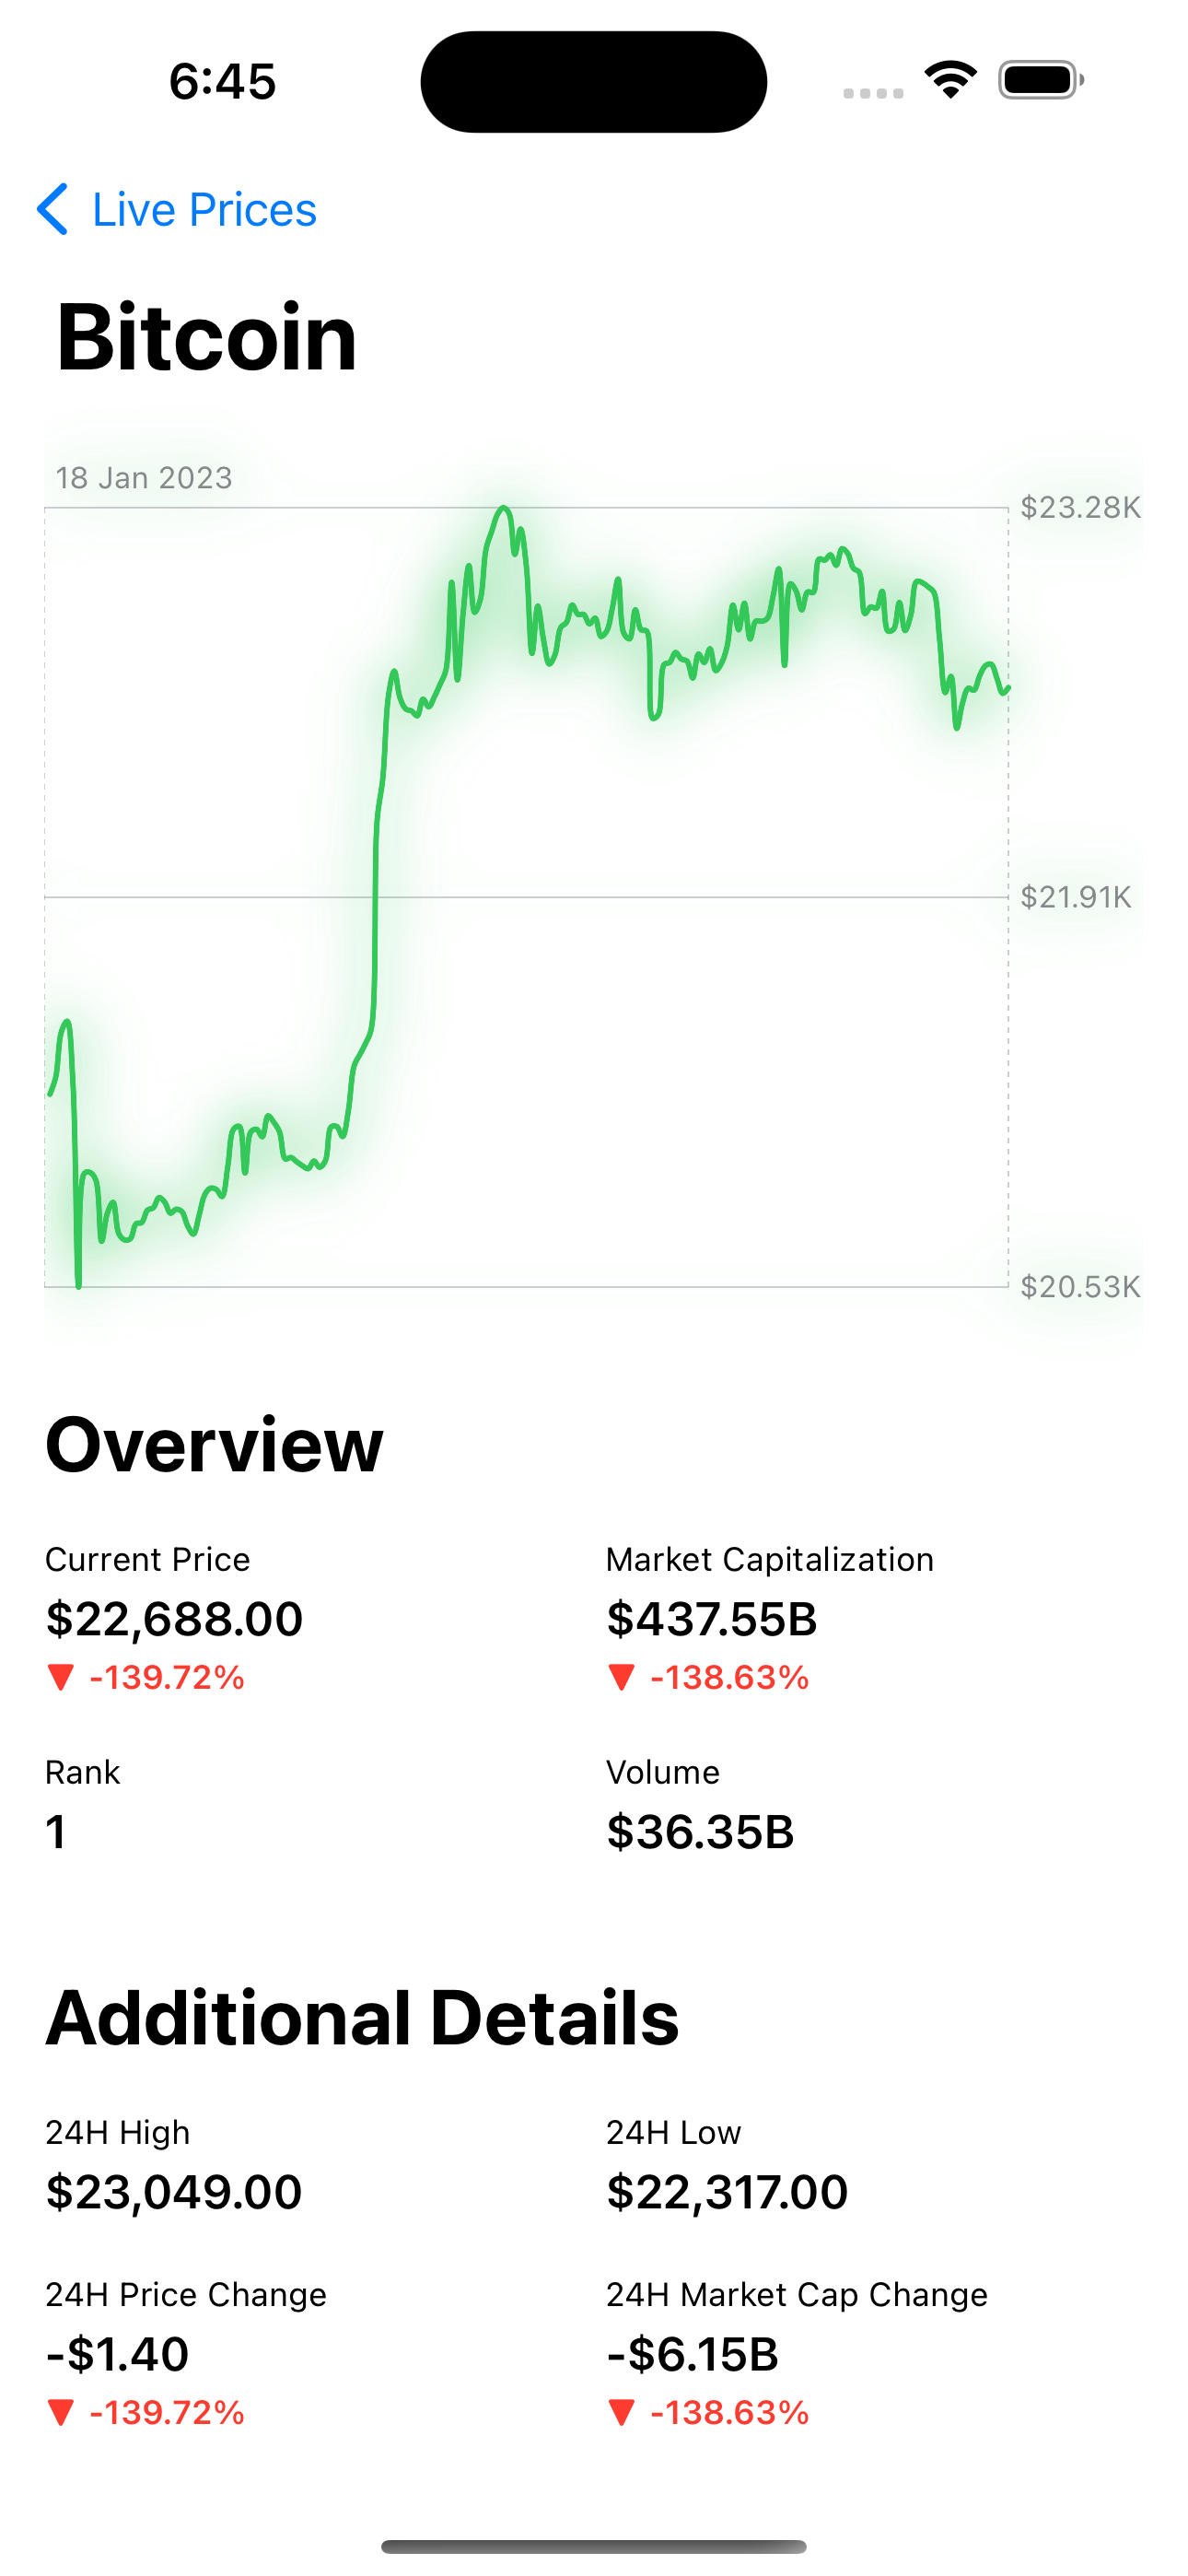 6:45
Live Prices
Bitcoin
18 Jan 2023
$23.28K
$21.91K
$20.53K
Overview
Current Price
Market Capitalization
$22,688.00
$437.55B
-139.72%
-138.63%
Rank
Volume
1
$36.35B
Additional Details
24H High
24H Low
$23,049.00
$22,317.00
24H Price Change
24H Market Cap Change
-$1.40
-$6.15B
-139.72%
-138.63%